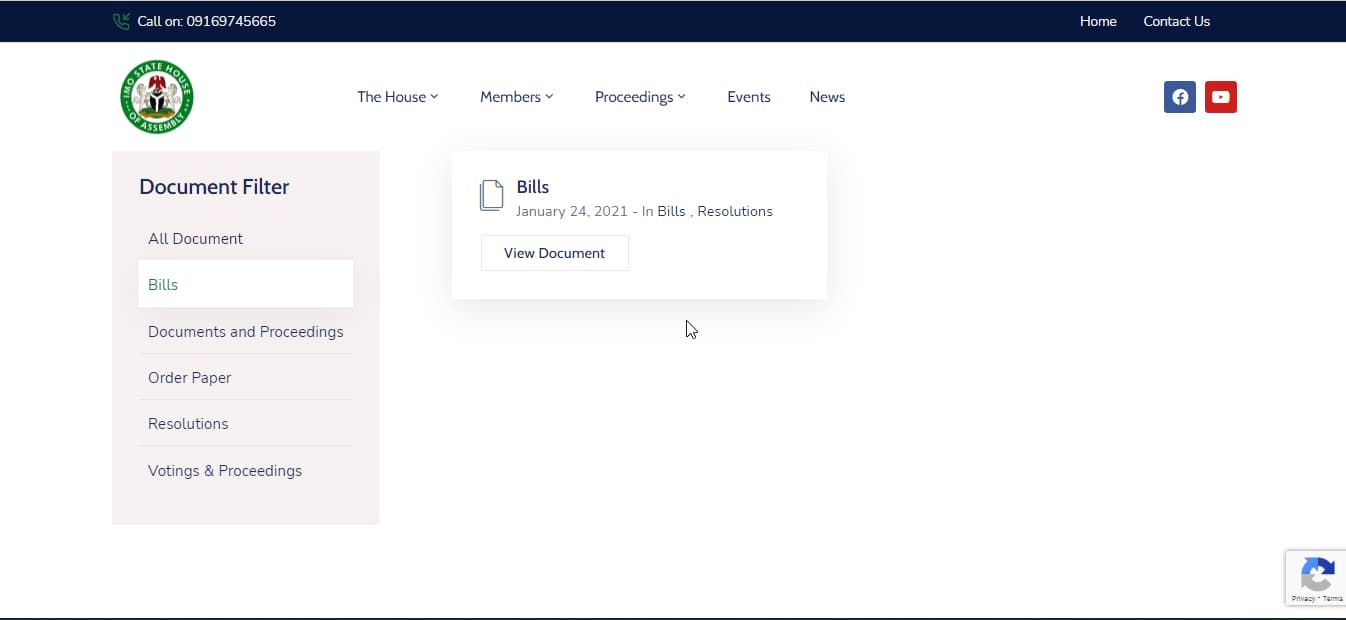 Call on: 09169745665
Home
Contact Us
IMO STATE HOUSE
OF ASSEMBLY
The House
Members
Proceedings
Events
News
Document Filter
All Document
Bills
Documents and Proceedings
Order Paper
Resolutions
Votings & Proceedings
Bills
January 24, 2021 - In Bills , Resolutions
View Document
Privacy - Terms